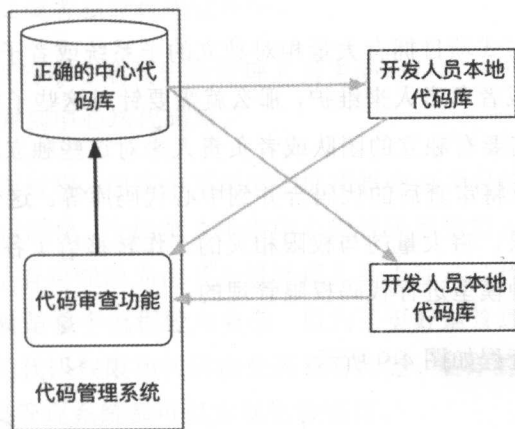 正确的中心代
码库
开发人员本地
代码库
代码审查功能
开发人员本地
代码库
代码管理系统